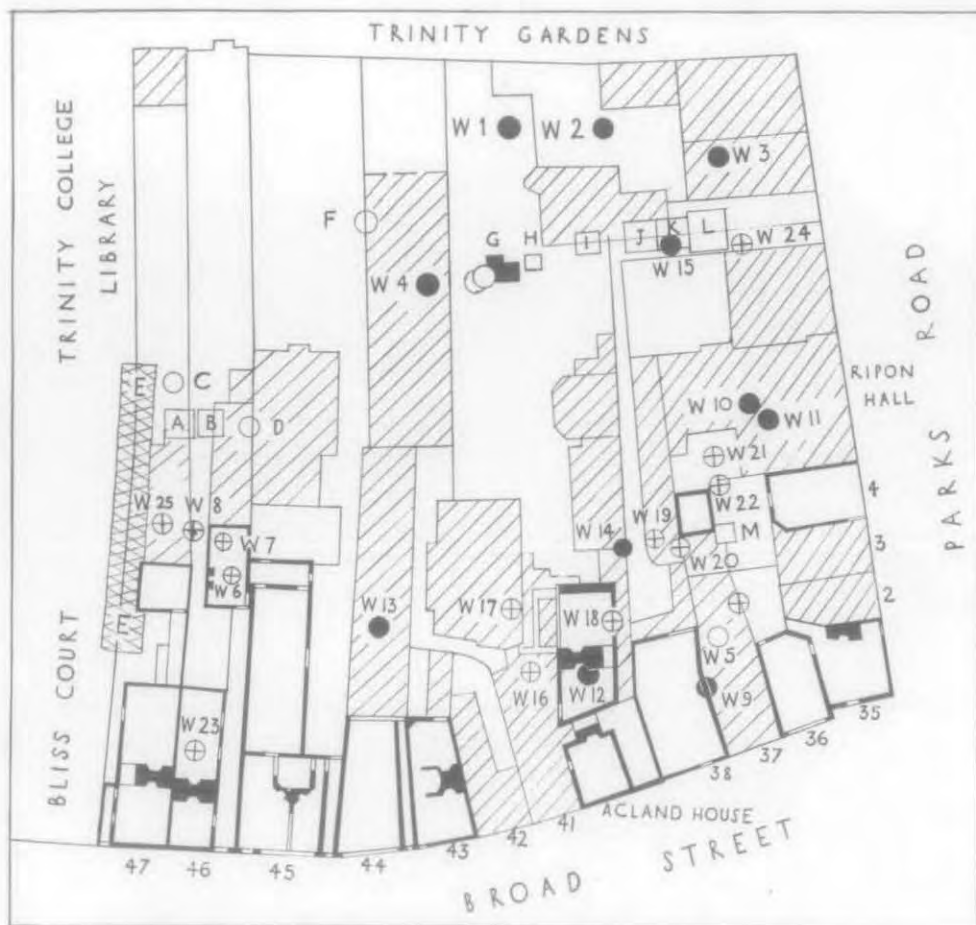 TRINITY GARDENS
TRINITY COLLEGE
LIBRARY
W 1
W 2
W 3
F
G
H
I
J
K
L
W 24
W 4
W 15
PARKS ROAD
RIPON
HALL
E
C
A
B
D
W 10
W 11
W 21
W 25
W 8
W 22
4
W 7
W 14
W 19
M
3
W 20
W 6
2
E
W 13
W 17
W 18
W 5
BLISS COURT
W 16
W 12
W 9
35
W 23
36
37
38
ACLAND HOUSE
41
42
43
47
46
45
44
BROAD STREET